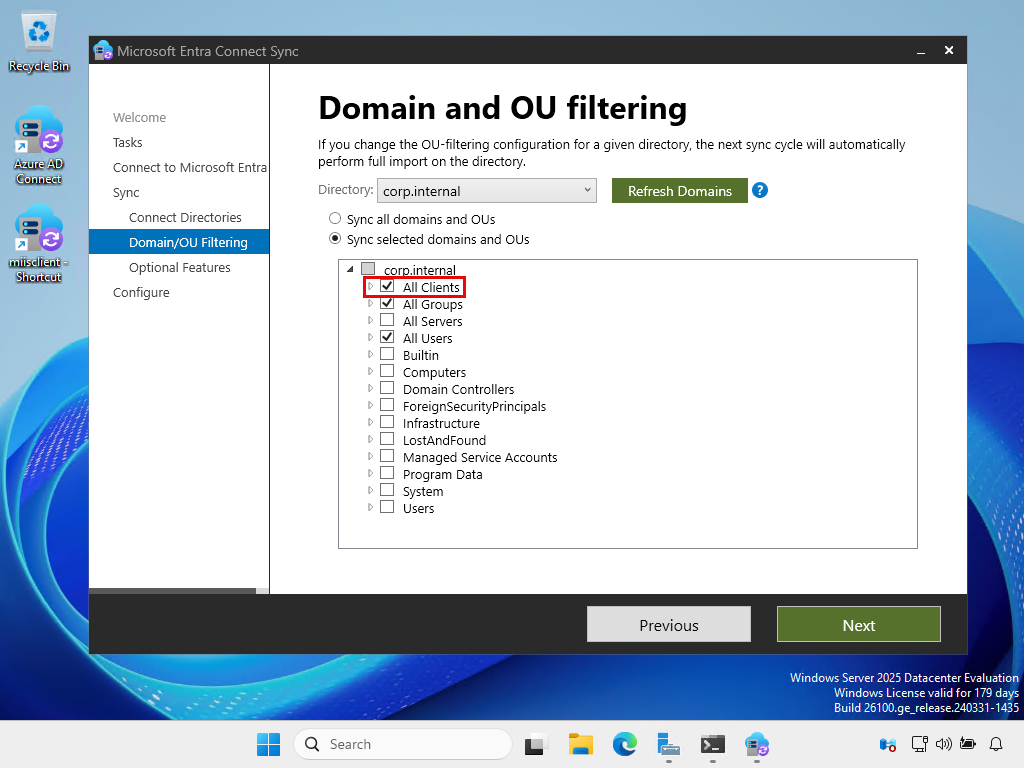 Recycle Bin
Azure AD
Connect
miisclient -
Shortcut
Microsoft Entra Connect Sync
Welcome
Tasks
Connect to Microsoft Entra
Sync
Connect Directories
Domain/OU Filtering
Optional Features
Configure
Domain and OU filtering
If you change the OU-filtering configuration for a given directory, the next sync cycle will automatically
perform full import on the directory.
Directory: corp.internal Refresh Domains ?
Sync all domains and OUs
Sync selected domains and OUs
corp.internal
All Clients
All Groups
All Servers
All Users
Builtin
Computers
Domain Controllers
ForeignSecurityPrincipals
Infrastructure
LostAndFound
Managed Service Accounts
Program Data
System
Users
Previous Next
Windows Server 2025 Datacenter Evaluation
Windows License valid for 179 days
Build 26100.ge_release.240331-1435
Search